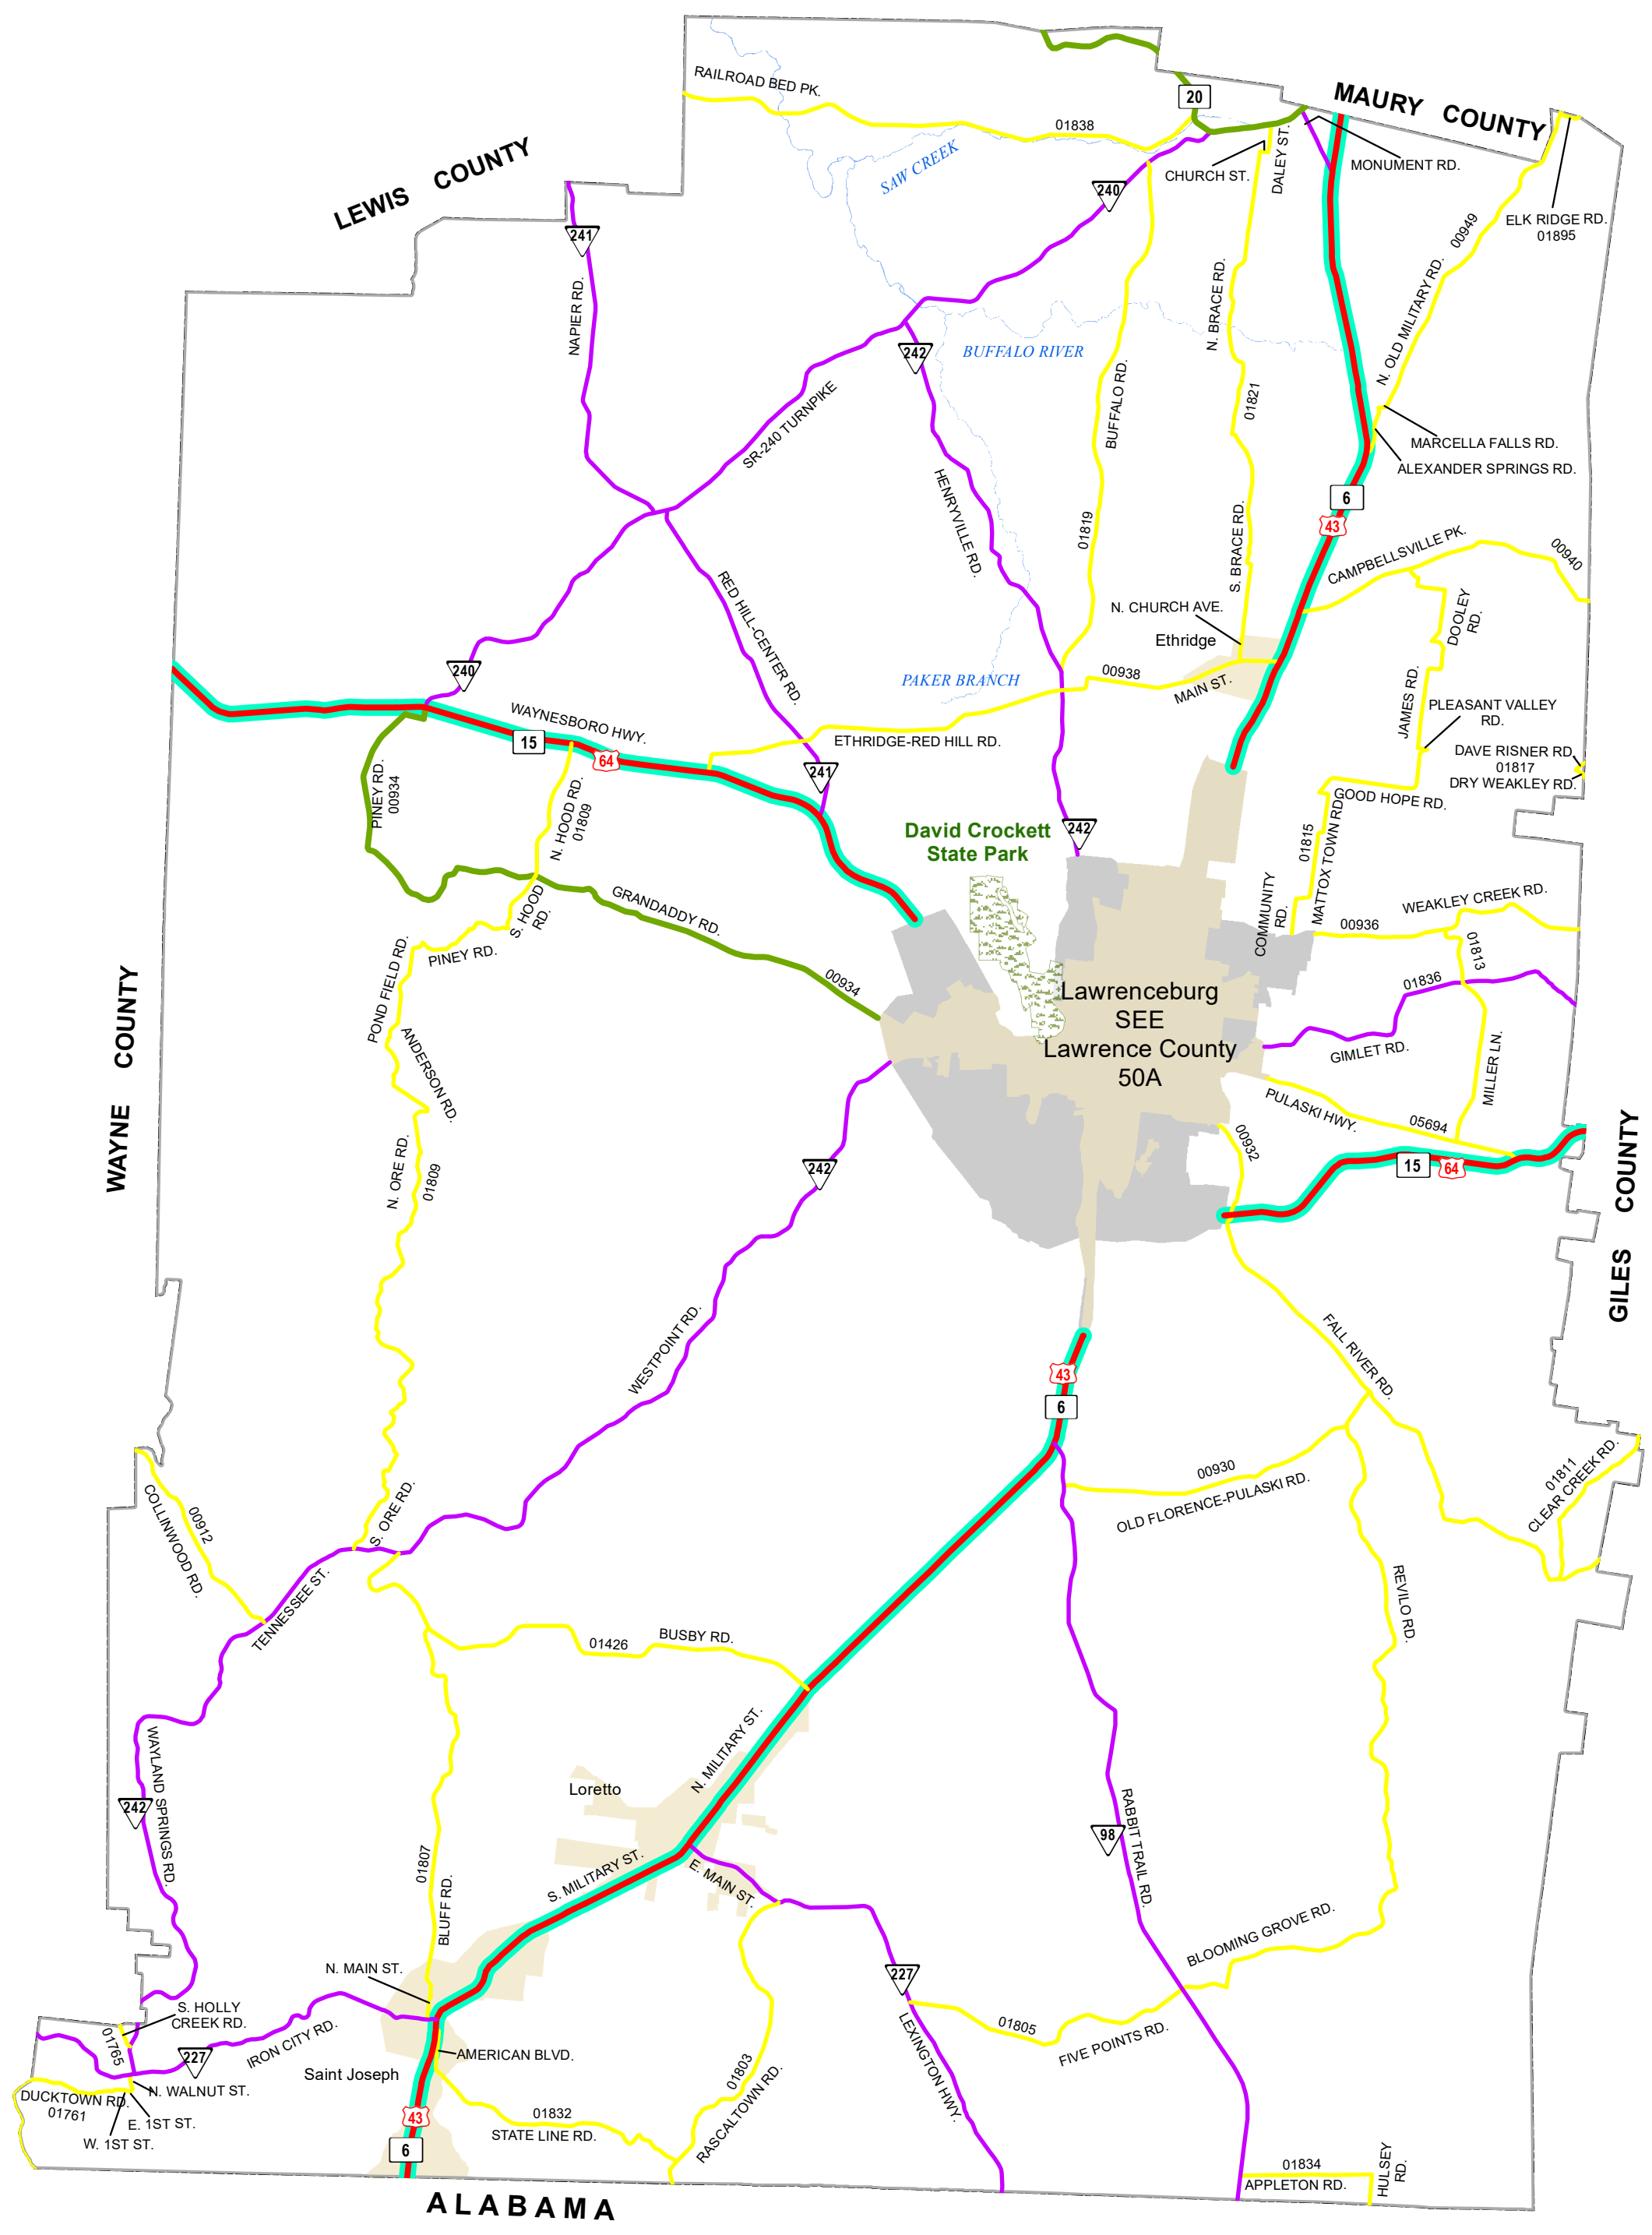 RAILROAD BED PK.
01838
20
MAURY COUNTY
LEWIS COUNTY
SAW CREEK
CHURCH ST.
DALEY ST.
MONUMENT RD.
ELK RIDGE RD.
01895
240
241
NAPIER RD.
N. BRACE RD.
00949
N. OLD MILITARY RD.
242
BUFFALO RIVER
BUFFALO RD.
01821
SR-240 TURNPIKE
MARCELLA FALLS RD.
ALEXANDER SPRINGS RD.
6
43
HENRYVILLE RD.
01819
S. BRACE RD.
CAMPBELLSVILLE PK.
00940
RED HILL-CENTER RD.
N. CHURCH AVE.
Ethridge
DOOLEY
RD.
240
PAKER BRANCH
00938
MAIN ST.
JAMES RD.
PLEASANT VALLEY
RD.
WAYNESBORO HWY.
15
64
ETHRIDGE-RED HILL RD.
241
DAVE RISNER RD.
01817
DRY WEAKLEY RD.
PINEY RD.
00934
N. HOOD RD.
01809
GOOD HOPE RD.
242
David Crockett
State Park
01815
MATTOX TOWN RD.
COMMUNITY
RD.
GRANDADDY RD.
S. HOOD
RD.
WEAKLEY CREEK RD.
00936
01813
PINEY RD.
POND FIELD RD.
00934
01836
Lawrenceburg
SEE
Lawrence County
50A
WAYNE COUNTY
ANDERSON RD.
GIMLET RD.
MILLER LN.
PULASKI HWY.
05694
00932
N. ORE RD.
01809
242
15
64
GILES COUNTY
WESTPOINT RD.
FALL RIVER RD.
43
6
00930
OLD FLORENCE-PULASKI RD.
01811
CLEAR CREEK RD.
00912
COLLINWOOD RD.
S. ORE RD.
TENNESSEE ST.
REVILO RD.
01426
BUSBY RD.
N. MILITARY ST.
WAYLAND SPRINGS RD.
242
Loretto
RABBIT TRAIL RD.
98
01807
BLUFF RD.
S. MILITARY ST.
E. MAIN ST.
BLOOMING GROVE RD.
N. MAIN ST.
227
S. HOLLY
CREEK RD.
01765
IRON CITY RD.
227
01805
FIVE POINTS RD.
LEXINGTON HWY.
AMERICAN BLVD.
Saint Joseph
01803
RASCALTOWN RD.
N. WALNUT ST.
DUCKTOWN RD.
01761
E. 1ST ST.
W. 1ST ST.
43
6
01832
STATE LINE RD.
01834
APPLETON RD.
HULSEY
RD.
ALABAMA